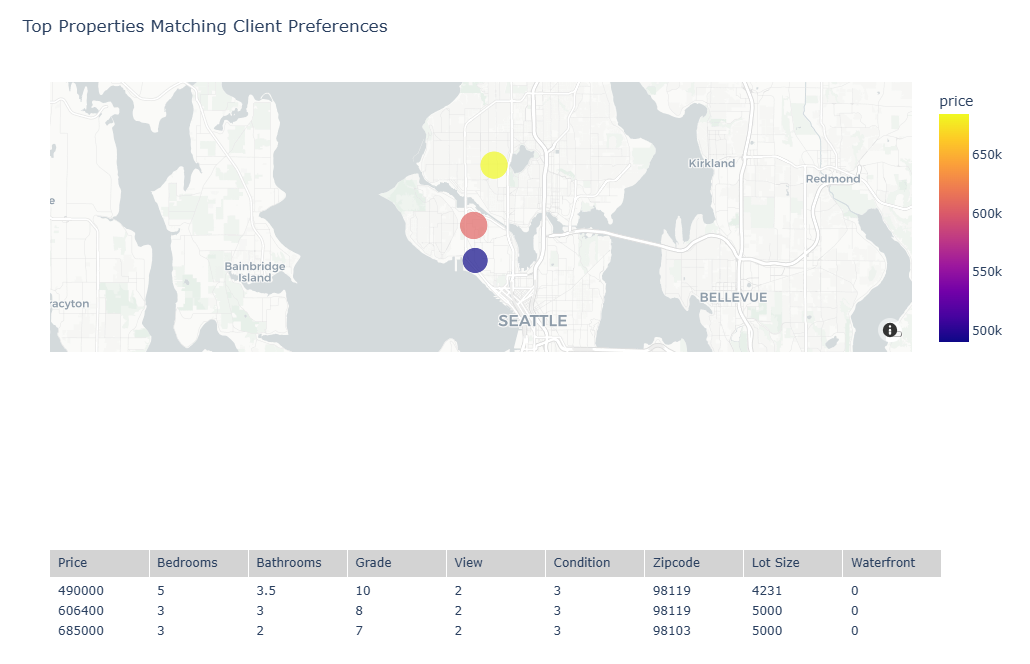 Top Properties Matching Client Preferences
price
Kirkland
650k
Redmond
e
600k
Bainbridge
Island
550k
acyton
BELLEVUE
SEATTLE
500k
i
Price Bedrooms Bathrooms Grade View Condition Zipcode Lot Size Waterfront
490000 5 3.5 10 2 3 98119 4231 0
606400 3 3 8 2 3 98119 5000 0
685000 3 2 7 2 3 98103 5000 0